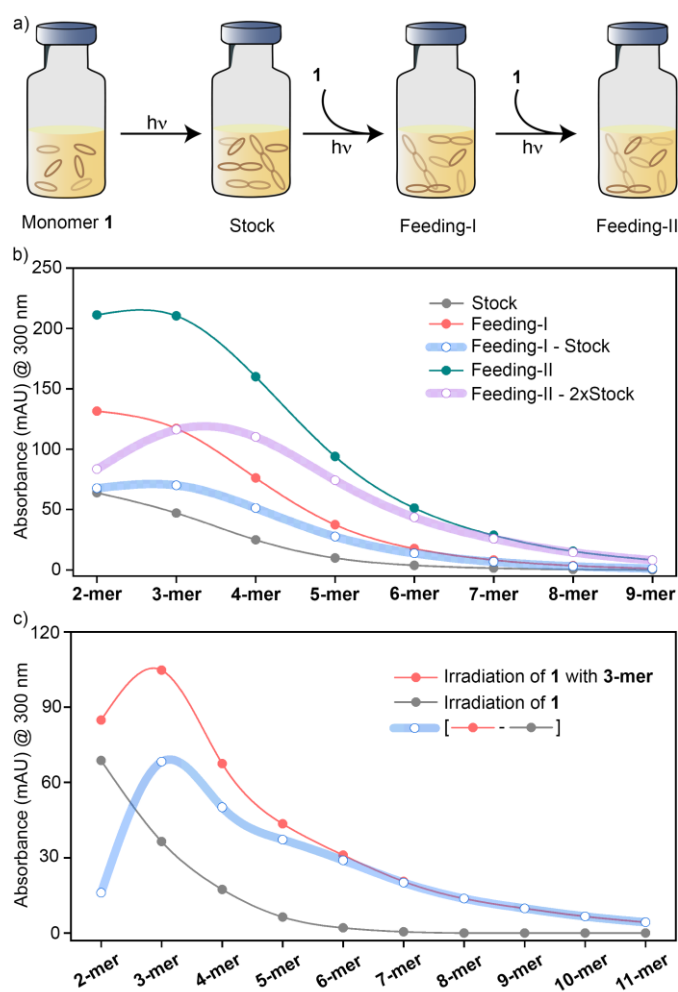 a)
1
1
hν
hν
hν
Monomer 1
Stock
Feeding-I
Feeding-II
b)
Absorbance (mAU) @ 300 nm
250
200
150
100
50
0
Stock
Feeding-I
Feeding-I - Stock
Feeding-II
Feeding-II - 2xStock
2-mer 3-mer 4-mer 5-mer 6-mer 7-mer 8-mer 9-mer
c)
Absorbance (mAU) @ 300 nm
120
90
60
30
0
Irradiation of 1 with 3-mer
Irradiation of 1
[ - ]
2-mer 3-mer 4-mer 5-mer 6-mer 7-mer 8-mer 9-mer 10-mer 11-mer